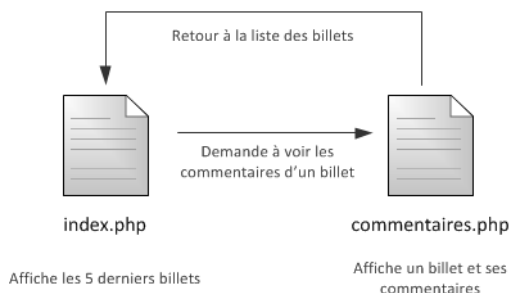 Retour à la liste des billets
Demande à voir les
commentaires d'un billet
index.php
commentaires.php
Affiche les 5 derniers billets
Affiche un billet et ses
commentaires